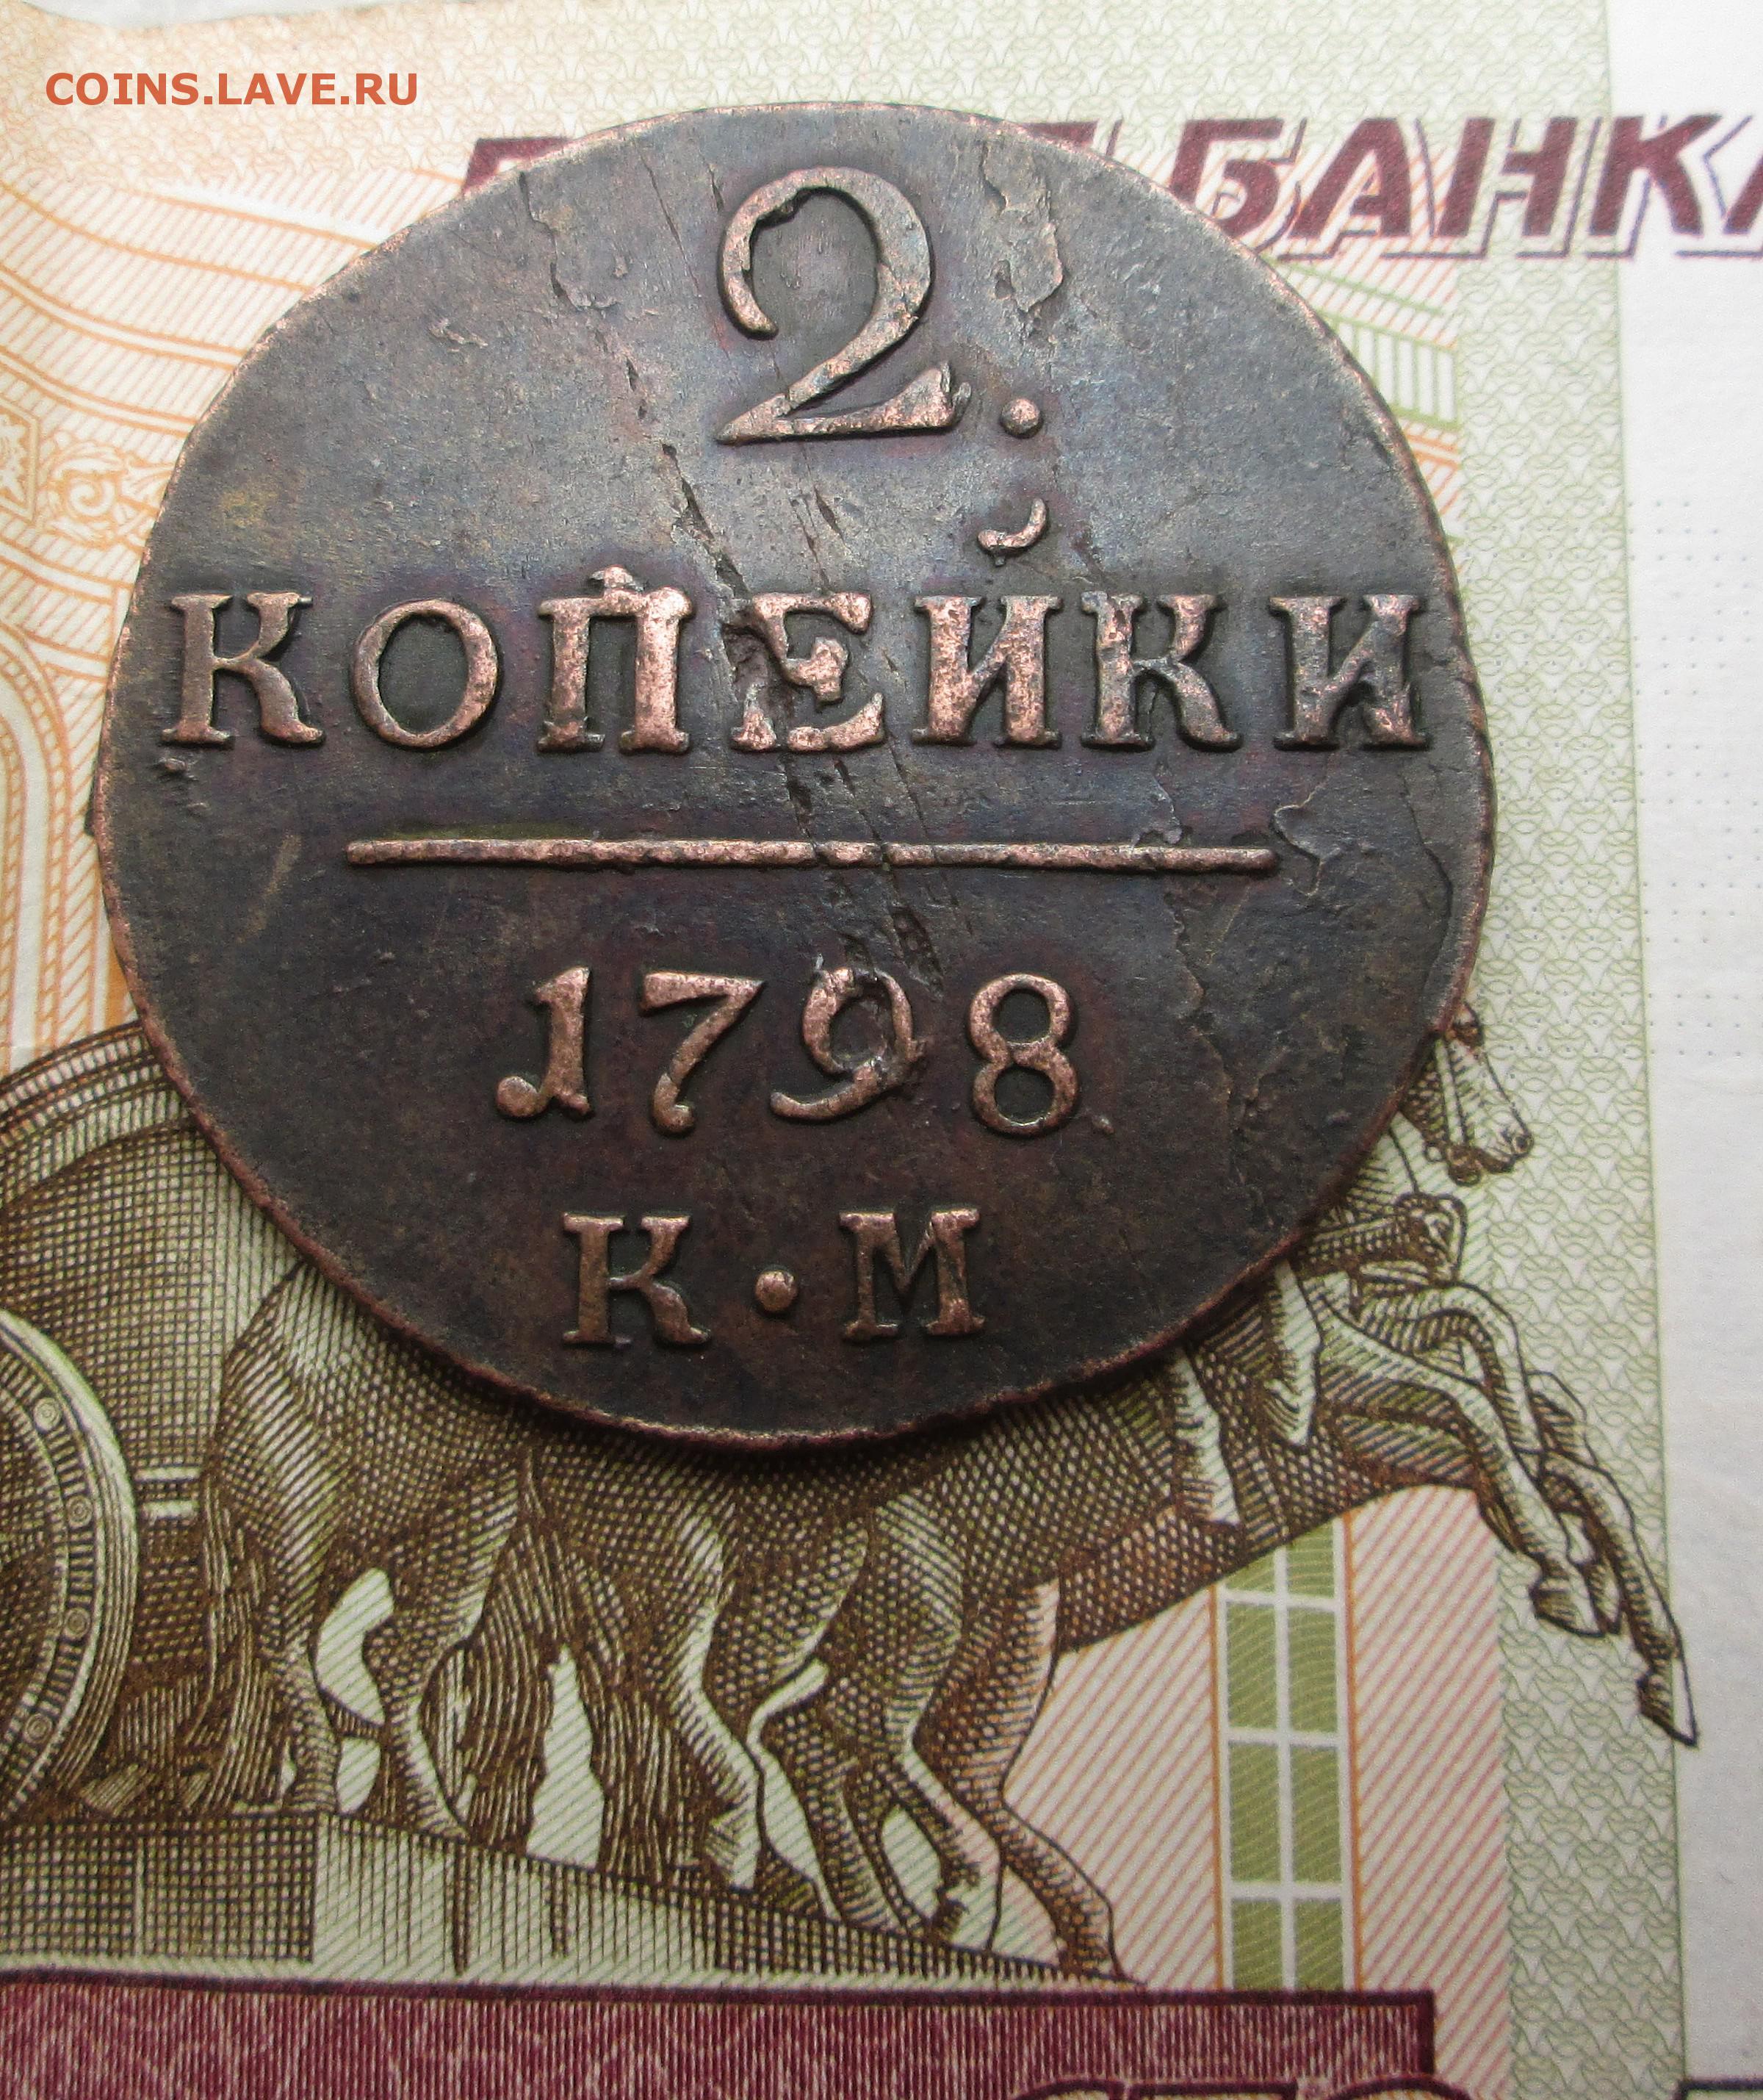 COINS.LAVE.RU
БАНК
2.
КОПЕЙКИ
1798
К·М